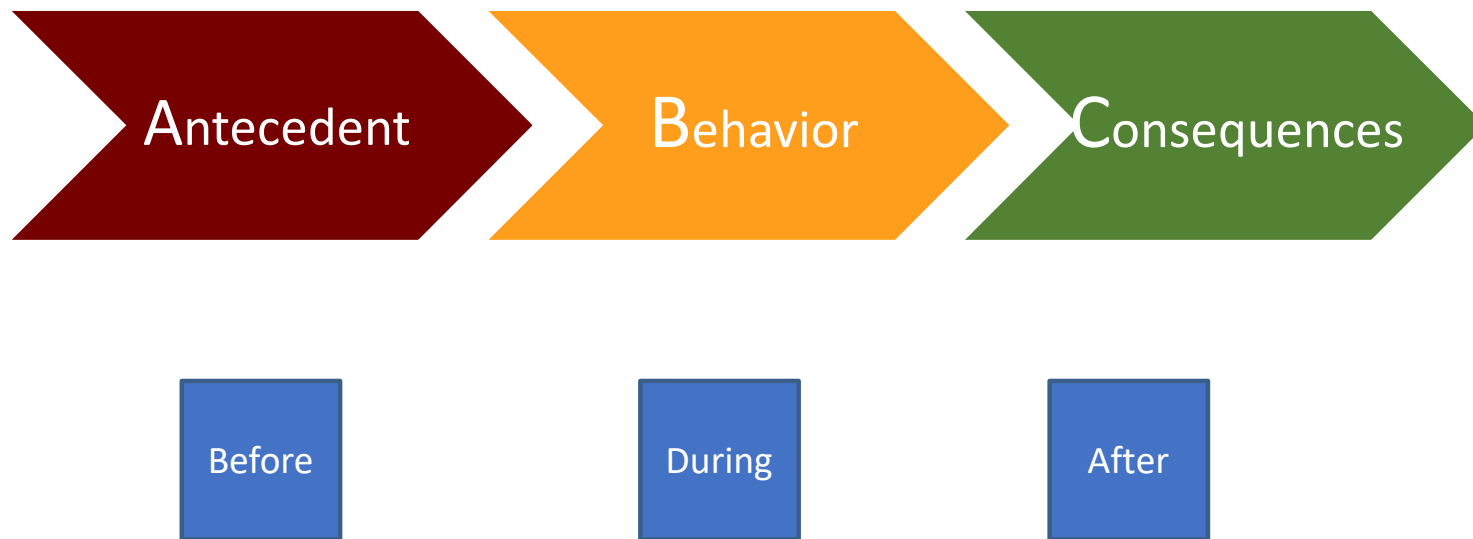 Antecedent
Behavior
Consequences
Before
During
After